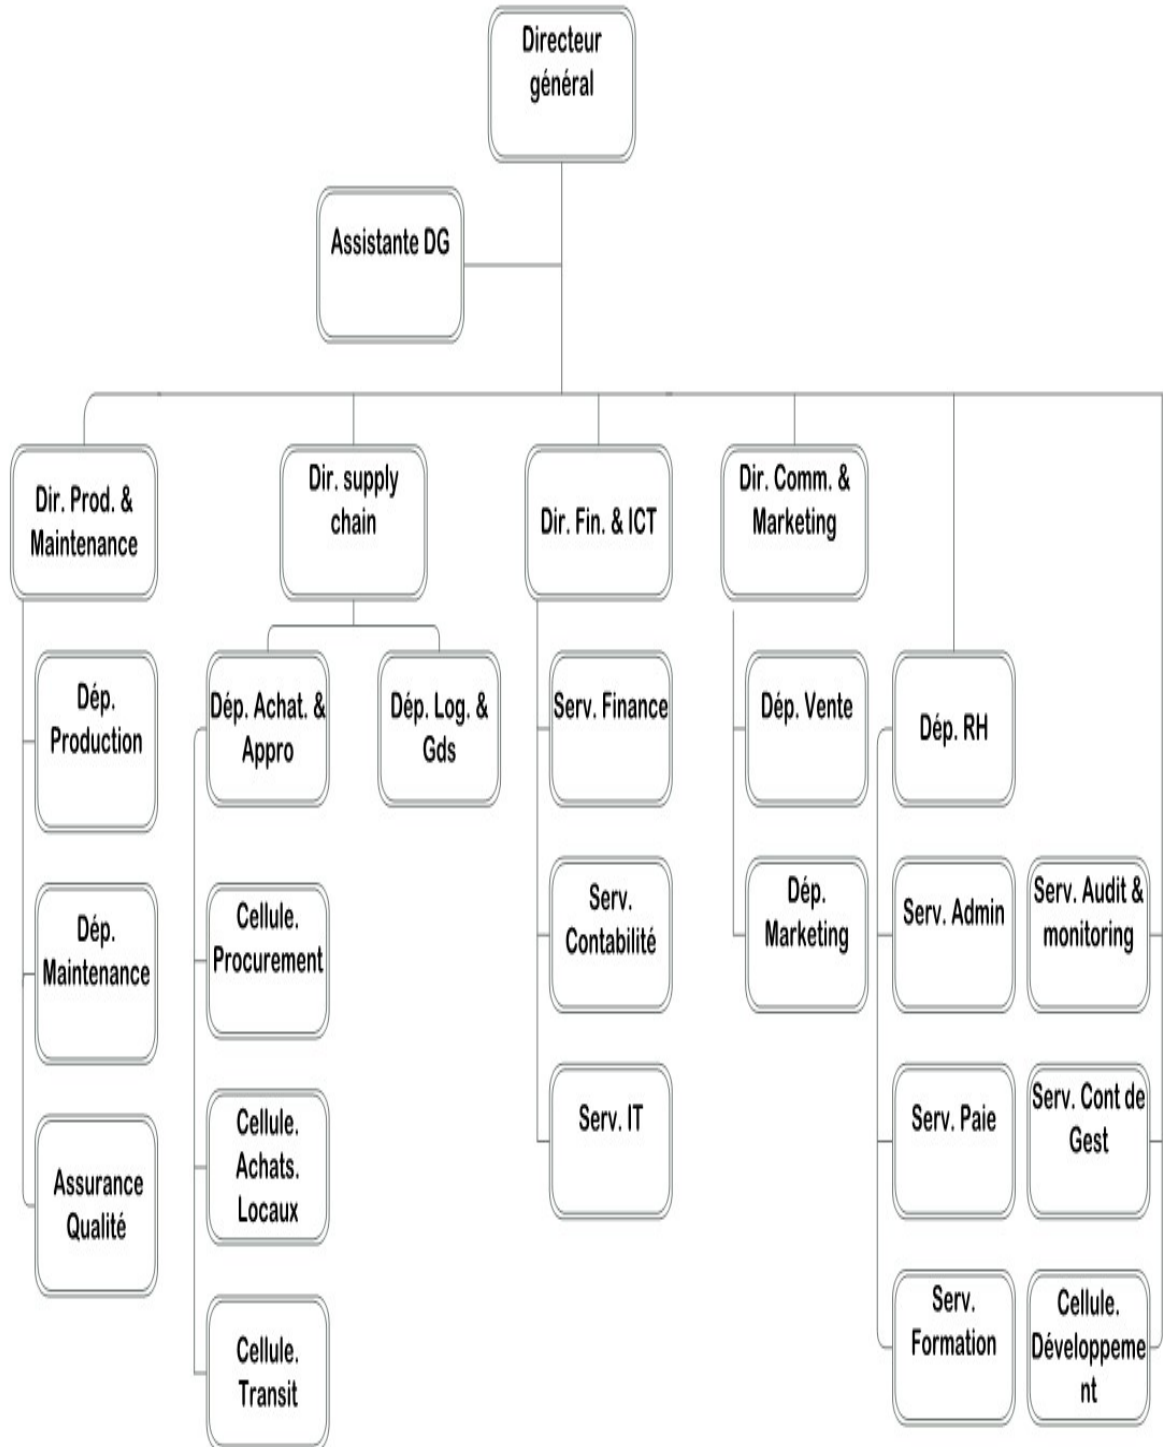 Directeur
général
Assistante DG
Dir. Prod. &
Maintenance
Dir. supply
chain
Dir. Fin. & ICT
Dir. Comm. &
Marketing
Dép.
Production
Dép. Achat. &
Appro
Dép. Log. &
Gds
Serv. Finance
Dép. Vente
Dép. RH
Dép.
Maintenance
Cellule.
Procurement
Serv.
Contabilité
Dép.
Marketing
Serv. Admin
Serv. Audit &
monitoring
Assurance
Qualité
Cellule.
Achats.
Locaux
Serv. IT
Serv. Paie
Serv. Cont de
Gest
Cellule.
Transit
Serv.
Formation
Cellule.
Développeme
nt